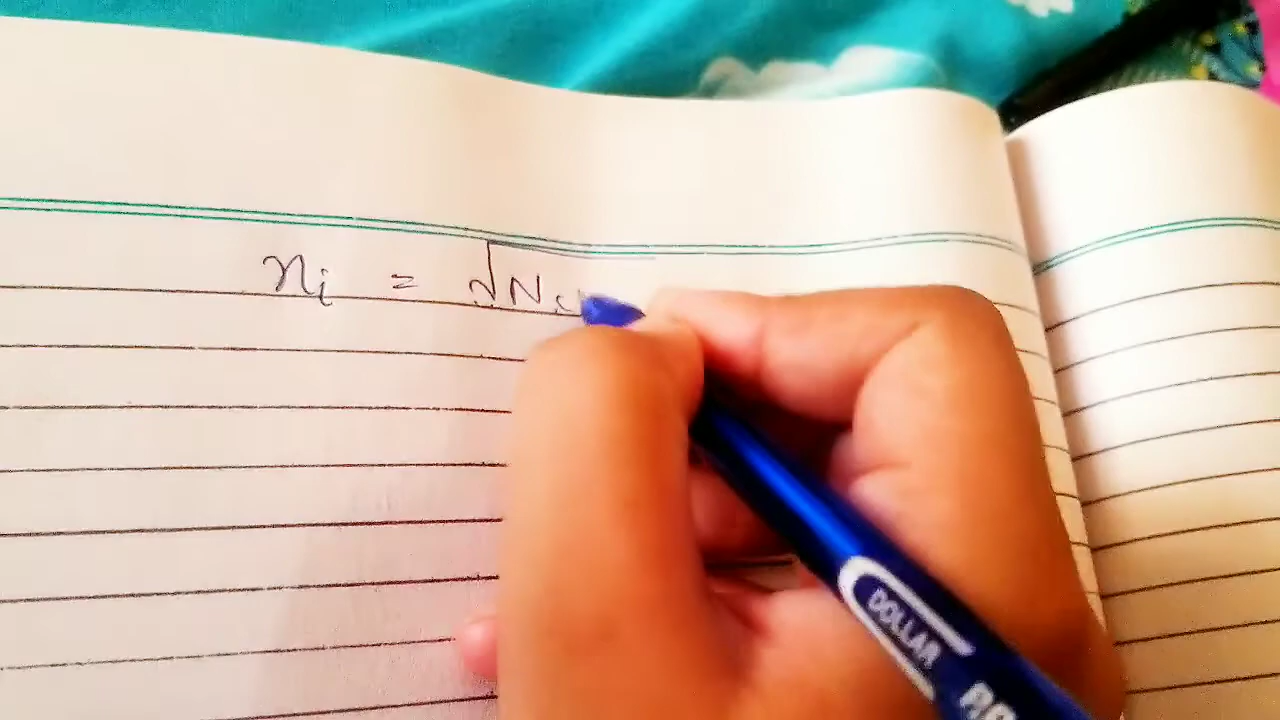 nᵢ = √N꜀
DOLLAR